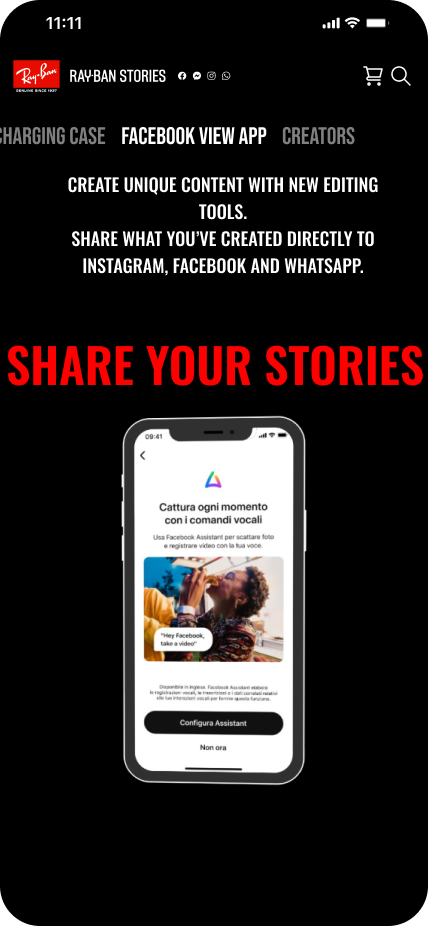 11:11
Ray-Ban
GENUINE SINCE 1937
RAY-BAN STORIES
CHARGING CASE FACEBOOK VIEW APP CREATORS
CREATE UNIQUE CONTENT WITH NEW EDITING
TOOLS.
SHARE WHAT YOU'VE CREATED DIRECTLY TO
INSTAGRAM, FACEBOOK AND WHATSAPP.
SHARE YOUR STORIES
09:41
Cattura ogni momento
con i comandi vocali
Usa Facebook Assistant per scattare foto
e registrare video con la tua voce.
"Hey Facebook,
take a video"
Disponibile in inglese. Facebook Assistant elabora
le registrazioni vocali, le trascrizioni e i dati correlati relativi
alle tue interazioni vocali per fornire questa funzione.
Configura Assistant
Non ora